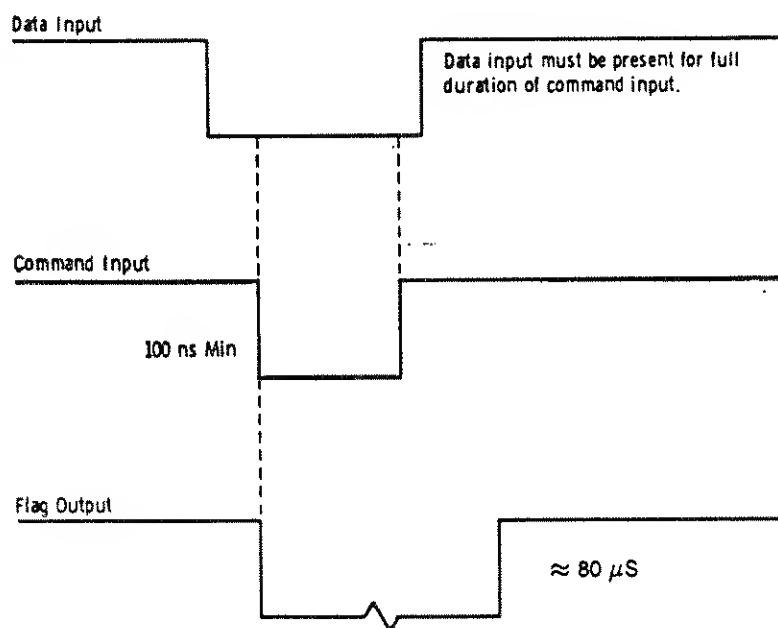 Data Input
Data input must be present for full
duration of command input.
Command Input
100 ns Min
Flag Output
≈ 80 μS